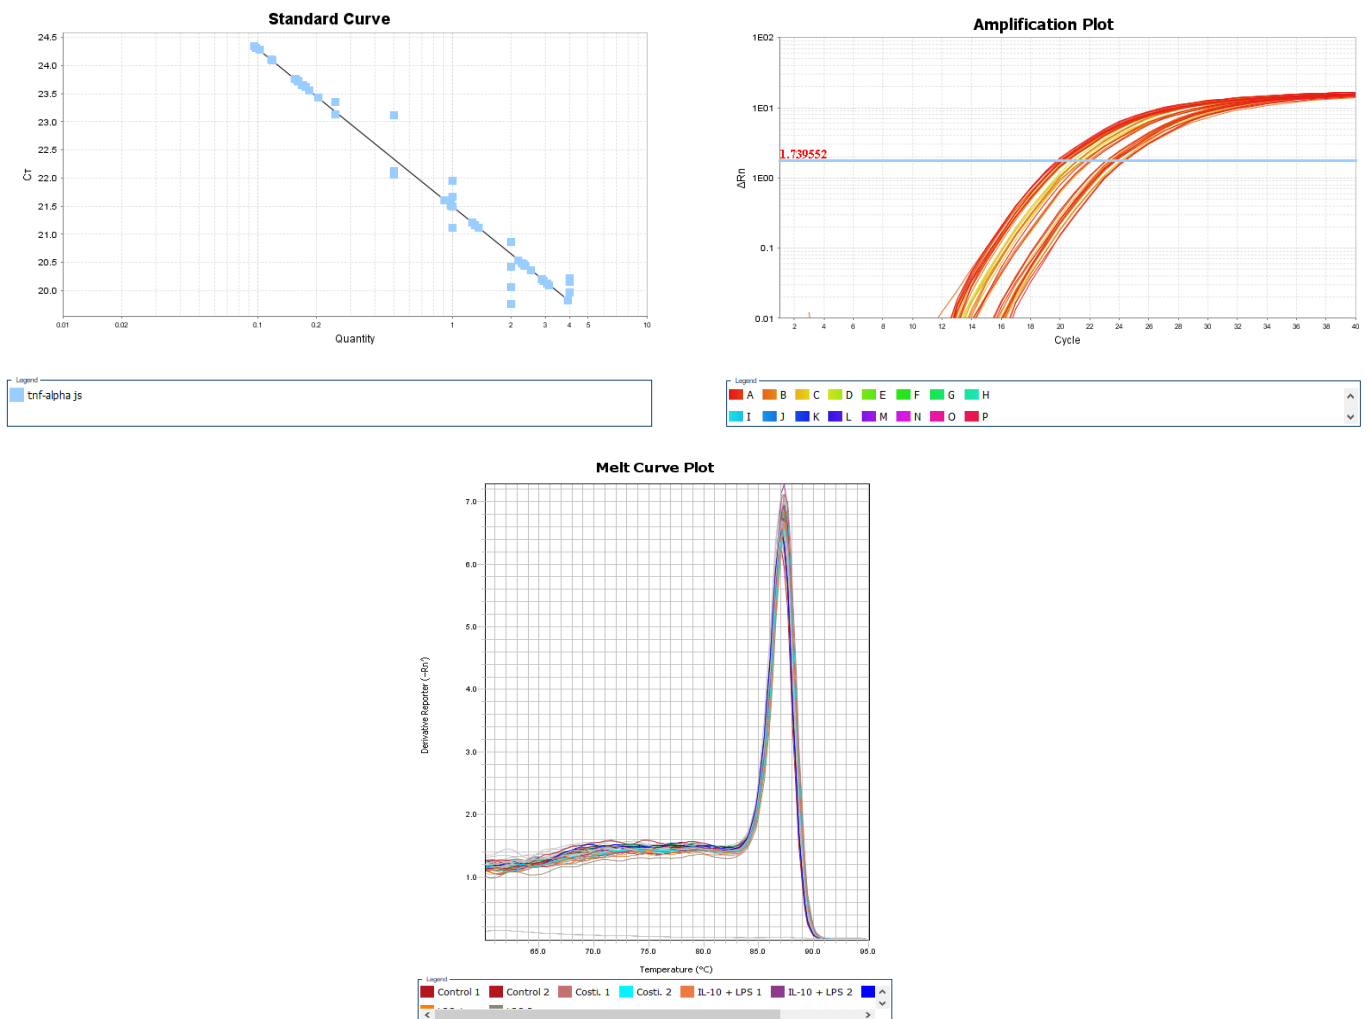 Standard Curve
24.5
24.0
23.5
23.0
22.5
22.0
21.5
21.0
20.5
20.0
Cт
0.01 0.02 0.1 0.2 1 2 3 4 5 10
Quantity
Legend
tnf-alpha js
Amplification Plot
1E02
1E01
1.739552
1E00
0.1
0.01
ΔRn
2 4 6 8 10 12 14 16 18 20 22 24 26 28 30 32 34 36 38 40
Cycle
Legend
A B C D E F G H
I J K L M N O P
Melt Curve Plot
7.0
6.0
5.0
4.0
3.0
2.0
1.0
Derivative Reporter (-Rn')
65.0 70.0 75.0 80.0 85.0 90.0 95.0
Temperature (°C)
Legend
Control 1 Control 2 Costi. 1 Costi. 2 IL-10 + LPS 1 IL-10 + LPS 2